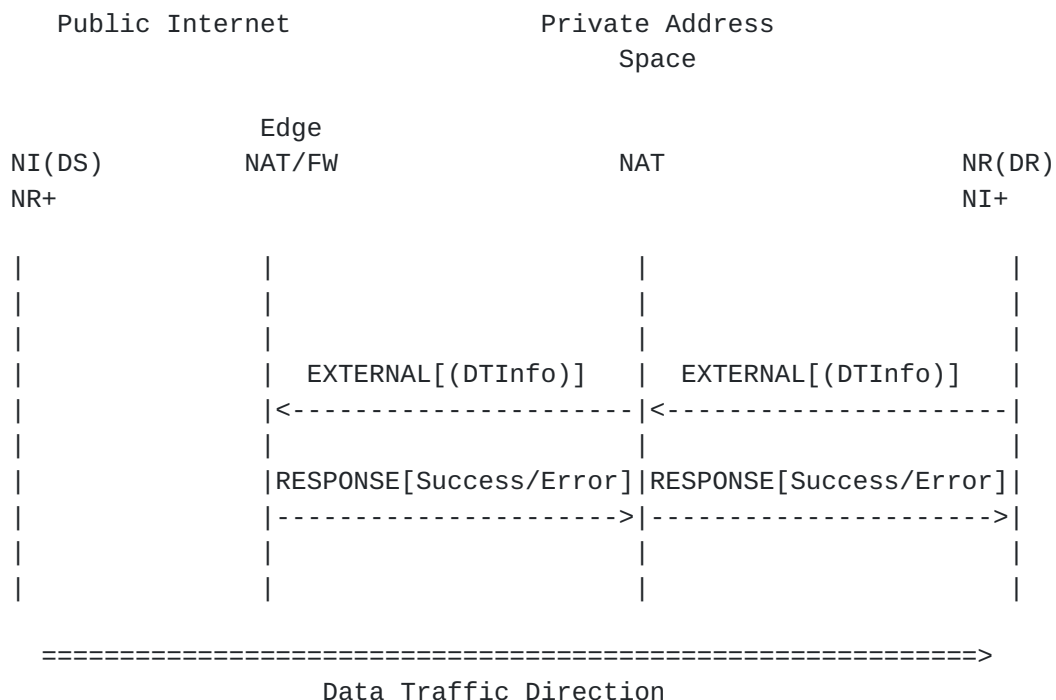 Public Internet Private Address
Space
Edge
NI(DS) NAT/FW NAT NR(DR)
NR+ NI+
EXTERNAL[(DTInfo)] EXTERNAL[(DTInfo)]
RESPONSE[Success/Error] RESPONSE[Success/Error]
Data Traffic Direction